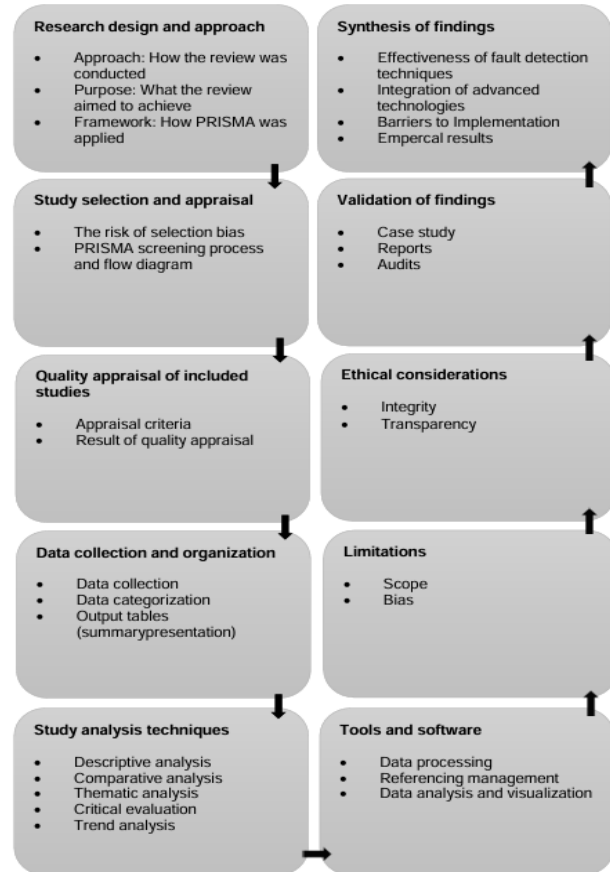 Research design and approach
• Approach: How the review was
conducted
• Purpose: What the review
aimed to achieve
• Framework: How PRISMA was
applied
Study selection and appraisal
• The risk of selection bias
• PRISMA screening process
and flow diagram
Quality appraisal of included
studies
• Appraisal criteria
• Result of quality appraisal
Data collection and organization
• Data collection
• Data categorization
• Output tables
(summarypresentation)
Study analysis techniques
• Descriptive analysis
• Comparative analysis
• Thematic analysis
• Critical evaluation
• Trend analysis
Tools and software
• Data processing
• Referencing management
• Data analysis and visualization
Limitations
• Scope
• Bias
Ethical considerations
• Integrity
• Transparency
Validation of findings
• Case study
• Reports
• Audits
Synthesis of findings
• Effectiveness of fault detection
techniques
• Integration of advanced
technologies
• Barriers to Implementation
• Empercal results